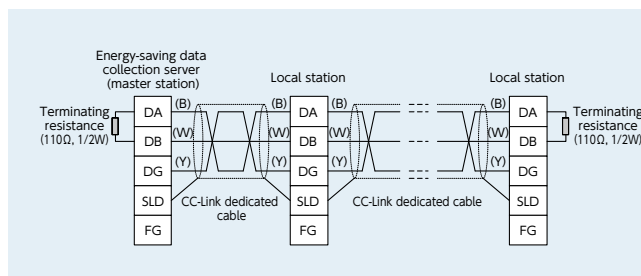 Energy-saving data
collection server
(master station)
Local station
Local station
Terminating
resistance
(110Ω, 1/2W)
DA
DB
DG
SLD
FG
(B)
(W)
(Y)
(B)
(W)
(Y)
CC-Link dedicated
cable
DA
DB
DG
SLD
FG
(B)
(W)
(Y)
(B)
(W)
(Y)
CC-Link dedicated cable
DA
DB
DG
SLD
FG
Terminating
resistance
(110Ω, 1/2W)